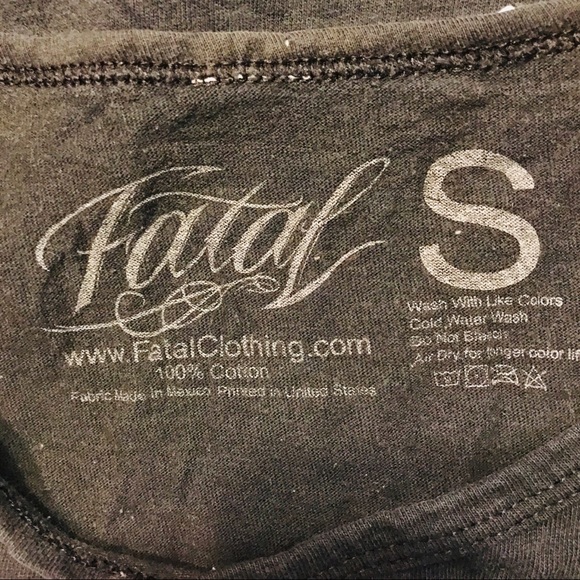 Fatal
S
www.FatalClothing.com
100% Cotton
Fabric Made In Mexico Printed in United States
Wash With Like Colors
Cold Water Wash
Do Not Bleach
Air Dry for longer color